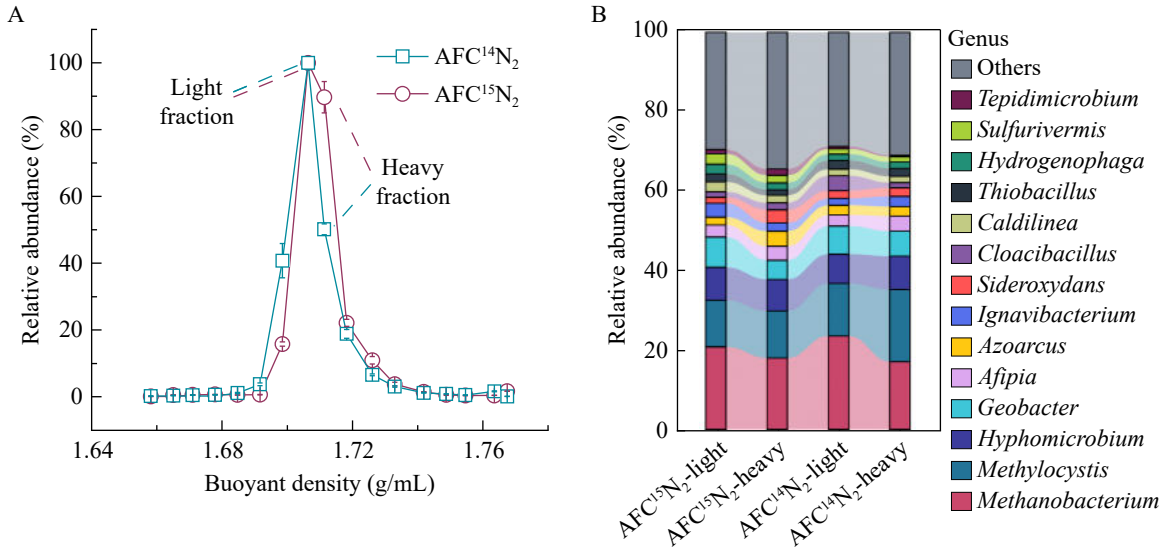 A
100
80
60
40
20
0
1.64
1.68
1.72
1.76
Relative abundance (%)
Buoyant density (g/mL)
Light
fraction
AFC¹⁴N₂
AFC¹⁵N₂
Heavy
fraction
B
100
80
60
40
20
0
Relative abundance (%)
AFC¹⁵N₂-light
AFC¹⁵N₂-heavy
AFC¹⁴N₂-light
AFC¹⁴N₂-heavy
Genus
Others
Tepidimicrobium
Sulfurivermis
Hydrogenophaga
Thiobacillus
Caldilinea
Cloacibacillus
Sideroxydans
Ignavibacterium
Azoarcus
Afipia
Geobacter
Hyphomicrobium
Methylocystis
Methanobacterium